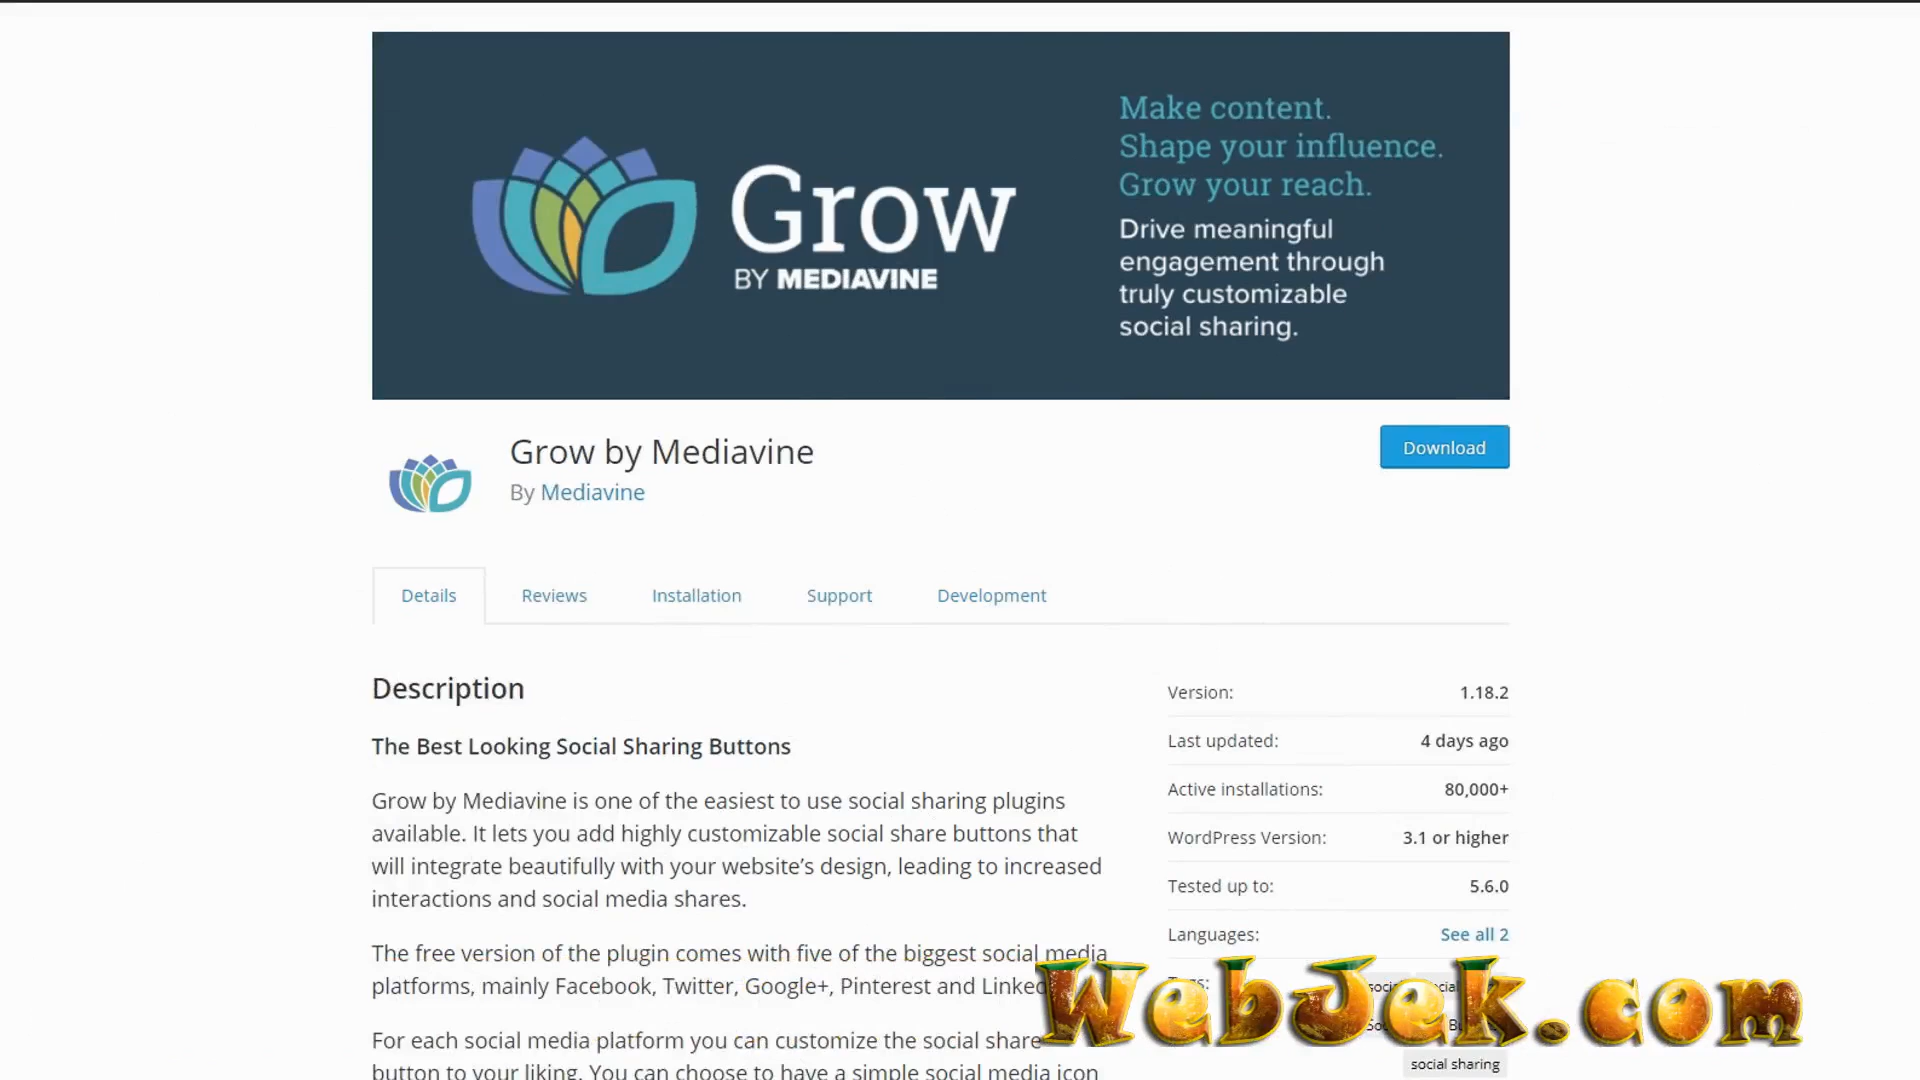 Grow
BY MEDIAVINE
Make content.
Shape your influence.
Grow your reach.
Drive meaningful
engagement through
truly customizable
social sharing.
Grow by Mediavine
By Mediavine
Download
Details
Reviews
Installation
Support
Development
Description
The Best Looking Social Sharing Buttons
Grow by Mediavine is one of the easiest to use social sharing plugins
available. It lets you add highly customizable social share buttons that
will integrate beautifully with your website’s design, leading to increased
interactions and social media shares.
The free version of the plugin comes with five of the biggest social media
platforms, mainly Facebook, Twitter, Google+, Pinterest and
For each social media platform you can customize the social share
button to your liking. You can choose to have a simple social media icon
Version: 1.18.2
Last updated: 4 days ago
Active installations: 80,000+
WordPress Version: 3.1 or higher
Tested up to: 5.6.0
Languages: See all 2
social sharing
WebJek.com